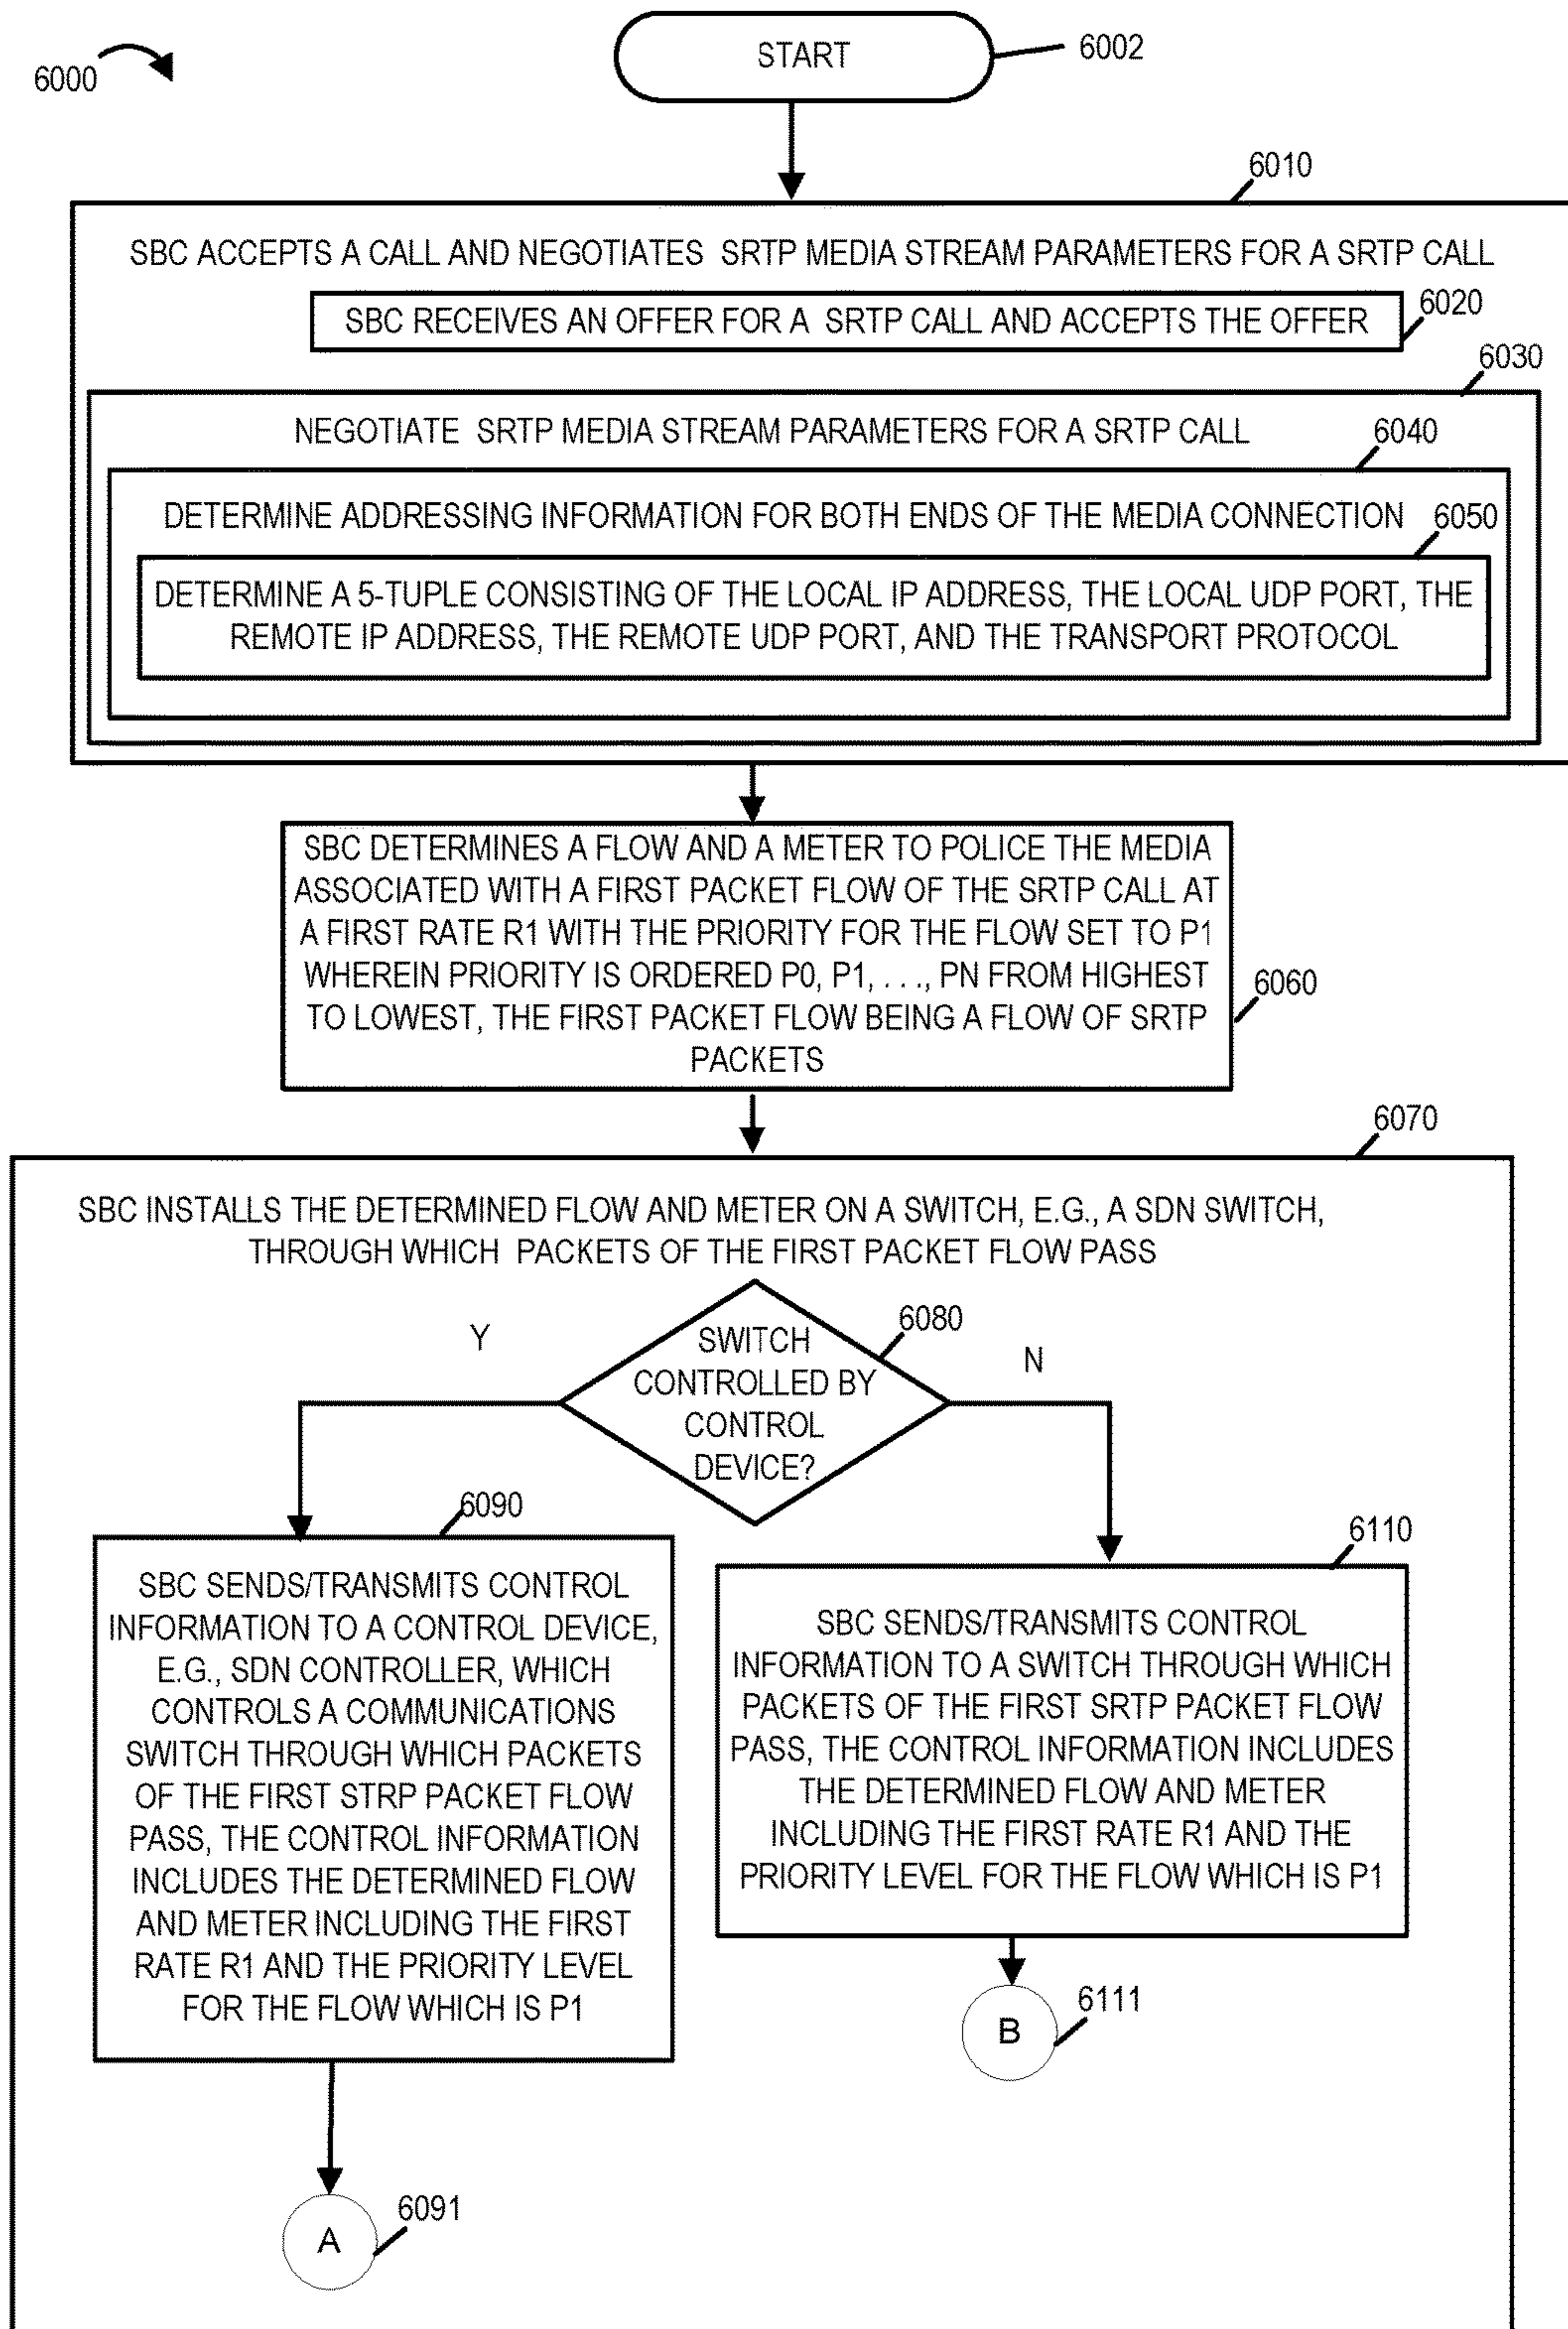 6000
START
6002
6010
SBC ACCEPTS A CALL AND NEGOTIATES SRTP MEDIA STREAM PARAMETERS FOR A SRTP CALL
SBC RECEIVES AN OFFER FOR A SRTP CALL AND ACCEPTS THE OFFER
6020
6030
NEGOTIATE SRTP MEDIA STREAM PARAMETERS FOR A SRTP CALL
6040
DETERMINE ADDRESSING INFORMATION FOR BOTH ENDS OF THE MEDIA CONNECTION
6050
DETERMINE A 5-TUPLE CONSISTING OF THE LOCAL IP ADDRESS, THE LOCAL UDP PORT, THE
REMOTE IP ADDRESS, THE REMOTE UDP PORT, AND THE TRANSPORT PROTOCOL
SBC DETERMINES A FLOW AND A METER TO POLICE THE MEDIA
ASSOCIATED WITH A FIRST PACKET FLOW OF THE SRTP CALL AT
A FIRST RATE R1 WITH THE PRIORITY FOR THE FLOW SET TO P1
WHEREIN PRIORITY IS ORDERED P0, P1, . . ., PN FROM HIGHEST
TO LOWEST, THE FIRST PACKET FLOW BEING A FLOW OF SRTP
PACKETS
6060
6070
SBC INSTALLS THE DETERMINED FLOW AND METER ON A SWITCH, E.G., A SDN SWITCH,
THROUGH WHICH PACKETS OF THE FIRST PACKET FLOW PASS
6080
Y
SWITCH
CONTROLLED BY
CONTROL
DEVICE?
N
6090
SBC SENDS/TRANSMITS CONTROL
INFORMATION TO A CONTROL DEVICE,
E.G., SDN CONTROLLER, WHICH
CONTROLS A COMMUNICATIONS
SWITCH THROUGH WHICH PACKETS
OF THE FIRST STRP PACKET FLOW
PASS, THE CONTROL INFORMATION
INCLUDES THE DETERMINED FLOW
AND METER INCLUDING THE FIRST
RATE R1 AND THE PRIORITY LEVEL
FOR THE FLOW WHICH IS P1
6110
SBC SENDS/TRANSMITS CONTROL
INFORMATION TO A SWITCH THROUGH WHICH
PACKETS OF THE FIRST SRTP PACKET FLOW
PASS, THE CONTROL INFORMATION INCLUDES
THE DETERMINED FLOW AND METER
INCLUDING THE FIRST RATE R1 AND THE
PRIORITY LEVEL FOR THE FLOW WHICH IS P1
B
6111
A
6091